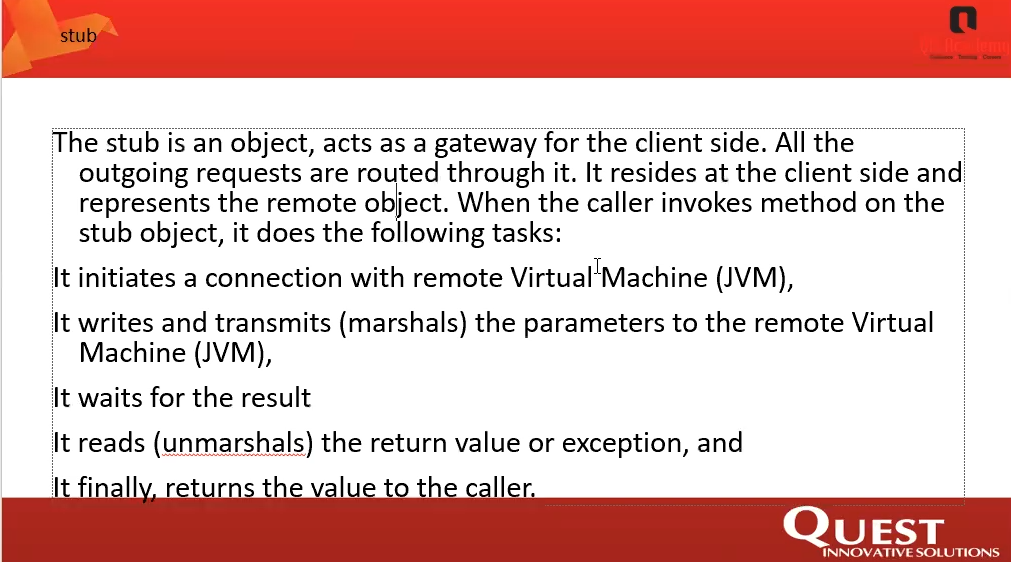 stub
The stub is an object, acts as a gateway for the client side. All the
outgoing requests are routed through it. It resides at the client side and
represents the remote object. When the caller invokes method on the
stub object, it does the following tasks:
It initiates a connection with remote Virtual Machine (JVM),
It writes and transmits (marshals) the parameters to the remote Virtual
Machine (JVM),
It waits for the result
It reads (unmarshals) the return value or exception, and
It finally, returns the value to the caller.
QUEST
INNOVATIVE SOLUTIONS